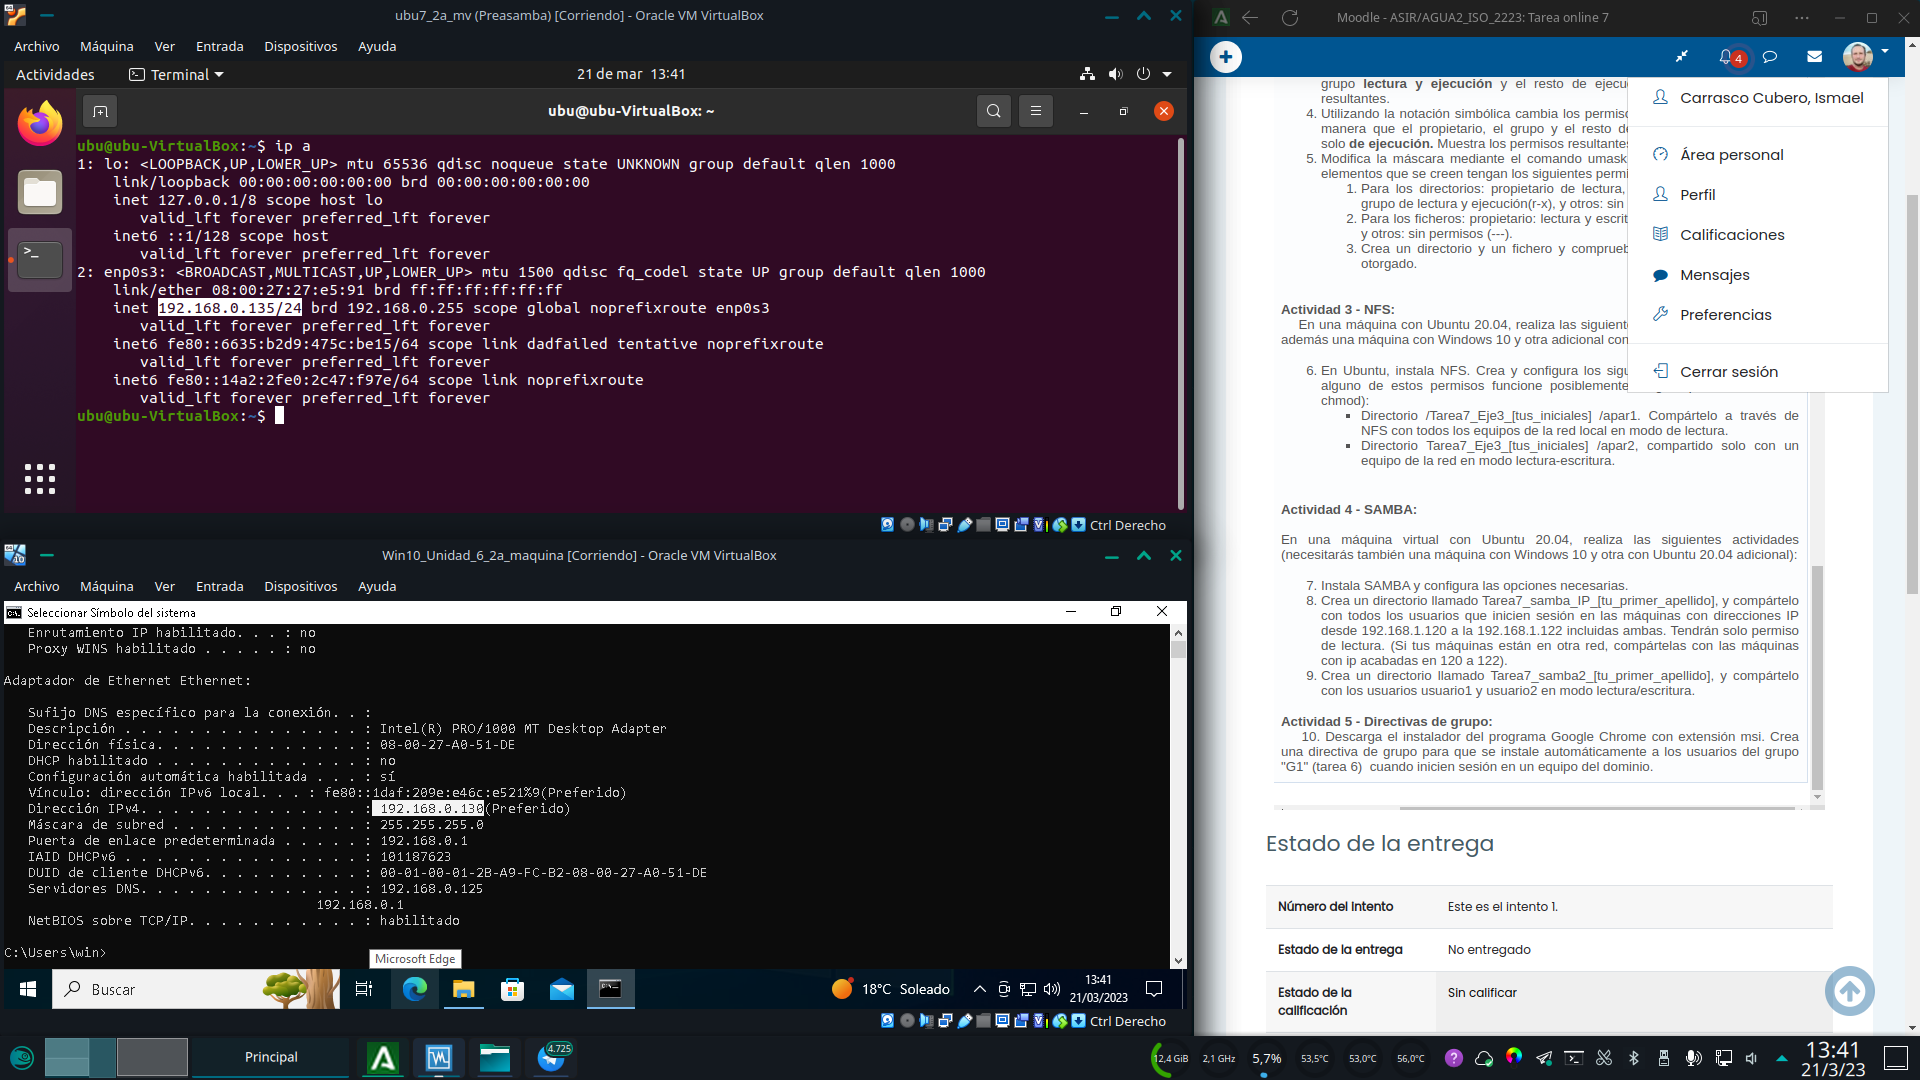 ubu7_2a_mv (Preasamba) [Corriendo] - Oracle VM VirtualBox
Archivo Máquina Ver Entrada Dispositivos Ayuda
Actividades Terminal 21 de mar 13:41
ubu@ubu-VirtualBox: ~
ubu@ubu-VirtualBox:~$ ip a
1: lo: <LOOPBACK,UP,LOWER_UP> mtu 65536 qdisc noqueue state UNKNOWN group default qlen 1000
link/loopback 00:00:00:00:00:00 brd 00:00:00:00:00:00
inet 127.0.0.1/8 scope host lo
valid_lft forever preferred_lft forever
inet6 ::1/128 scope host
valid_lft forever preferred_lft forever
2: enp0s3: <BROADCAST,MULTICAST,UP,LOWER_UP> mtu 1500 qdisc fq_codel state UP group default qlen 1000
link/ether 08:00:27:27:e5:91 brd ff:ff:ff:ff:ff:ff
inet 192.168.0.135/24 brd 192.168.0.255 scope global noprefixroute enp0s3
valid_lft forever preferred_lft forever
inet6 fe80::6635:b2d9:475c:be15/64 scope link dadfailed tentative noprefixroute
valid_lft forever preferred_lft forever
inet6 fe80::14a2:2fe0:2c47:f97e/64 scope link noprefixroute
valid_lft forever preferred_lft forever
ubu@ubu-VirtualBox:~$
Ctrl Derecho
Win10_Unidad_6_2a_maquina [Corriendo] - Oracle VM VirtualBox
Archivo Máquina Ver Entrada Dispositivos Ayuda
Seleccionar Símbolo del sistema
Enrutamiento IP habilitado. . . : no
Proxy WINS habilitado . . . . . : no
Adaptador de Ethernet Ethernet:
Sufijo DNS específico para la conexión. . :
Descripción . . . . . . . . . . . . . . . : Intel(R) PRO/1000 MT Desktop Adapter
Dirección física. . . . . . . . . . . . . : 08-00-27-A0-51-DE
DHCP habilitado . . . . . . . . . . . . . : no
Configuración automática habilitada . . . : sí
Vínculo: dirección IPv6 local. . . : fe80::1daf:209e:e46c:e521%9(Preferido)
Dirección IPv4. . . . . . . . . . . . . . : 192.168.0.130(Preferido)
Máscara de subred . . . . . . . . . . . . : 255.255.255.0
Puerta de enlace predeterminada . . . . . : 192.168.0.1
IAID DHCPv6 . . . . . . . . . . . . . . . : 101187623
DUID de cliente DHCPv6. . . . . . . . . . : 00-01-00-01-2B-A9-FC-B2-08-00-27-A0-51-DE
Servidores DNS. . . . . . . . . . . . . . : 192.168.0.125
192.168.0.1
NetBIOS sobre TCP/IP. . . . . . . . . . . : habilitado
C:\Users\win>
Microsoft Edge
Buscar
18°C Soleado
13:41
21/03/2023
Ctrl Derecho
Moodle - ASIR/AGUA2_ISO_2223: Tarea online 7
4
Carrasco Cubero, Ismael
Área personal
Perfil
Calificaciones
Mensajes
Preferencias
Cerrar sesión
grupo lectura y ejecución y el resto de ejecu
resultantes.
4. Utilizando la notación simbólica cambia los permiso
manera que el propietario, el grupo y el resto de
solo de ejecución. Muestra los permisos resultantes
5. Modifica la máscara mediante el comando umask
elementos que se creen tengan los siguientes permi
1. Para los directorios: propietario de lectura,
grupo de lectura y ejecución(r-x), y otros: sin
2. Para los ficheros: propietario: lectura y escrit
y otros: sin permisos (---).
3. Crea un directorio y un fichero y comprueb
otorgado.
Actividad 3 - NFS:
En una máquina con Ubuntu 20.04, realiza las siguiente
además una máquina con Windows 10 y otra adicional con
6. En Ubuntu, instala NFS. Crea y configura los sigu
alguno de estos permisos funcione posiblemente
chmod):
▪ Directorio /Tarea7_Eje3_[tus_iniciales] /apar1. Compártelo a través de
NFS con todos los equipos de la red local en modo de lectura.
▪ Directorio Tarea7_Eje3_[tus_iniciales] /apar2, compartido solo con un
equipo de la red en modo lectura-escritura.
Actividad 4 - SAMBA:
En una máquina virtual con Ubuntu 20.04, realiza las siguientes actividades
(necesitarás también una máquina con Windows 10 y otra con Ubuntu 20.04 adicional):
7. Instala SAMBA y configura las opciones necesarias.
8. Crea un directorio llamado Tarea7_samba_IP_[tu_primer_apellido], y compártelo
con todos los usuarios que inicien sesión en las máquinas con direcciones IP
desde 192.168.1.120 a la 192.168.1.122 incluidas ambas. Tendrán solo permiso
de lectura. (Si tus máquinas están en otra red, compártelas con las máquinas
con ip acabadas en 120 a 122).
9. Crea un directorio llamado Tarea7_samba2_[tu_primer_apellido], y compártelo
con los usuarios usuario1 y usuario2 en modo lectura/escritura.
Actividad 5 - Directivas de grupo:
10. Descarga el instalador del programa Google Chrome con extensión msi. Crea
una directiva de grupo para que se instale automáticamente a los usuarios del grupo
"G1" (tarea 6) cuando inicien sesión en un equipo del dominio.
Estado de la entrega
Número del intento Este es el intento 1.
Estado de la entrega No entregado
Estado de la calificación Sin calificar
Principal
4.725
12,4 GiB 2,1 GHz 5,7% 53,5°C 53,0°C 56,0°C
13:41
21/3/23